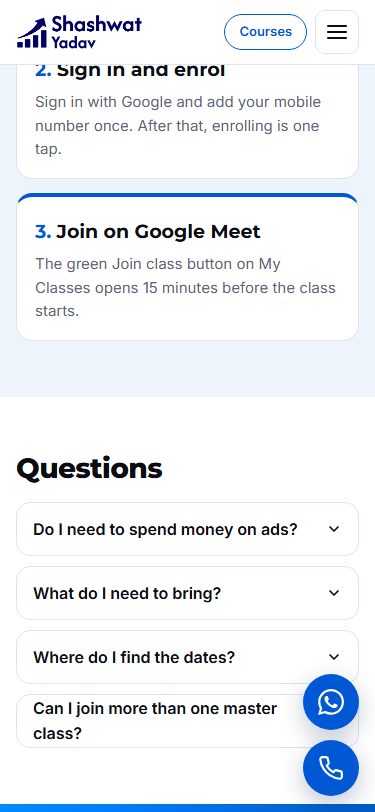 Shashwat
Yadav
Courses
2. Sign in and enrol
Sign in with Google and add your mobile
number once. After that, enrolling is one
tap.
3. Join on Google Meet
The green Join class button on My
Classes opens 15 minutes before the class
starts.
Questions
Do I need to spend money on ads?
What do I need to bring?
Where do I find the dates?
Can I join more than one master
class?